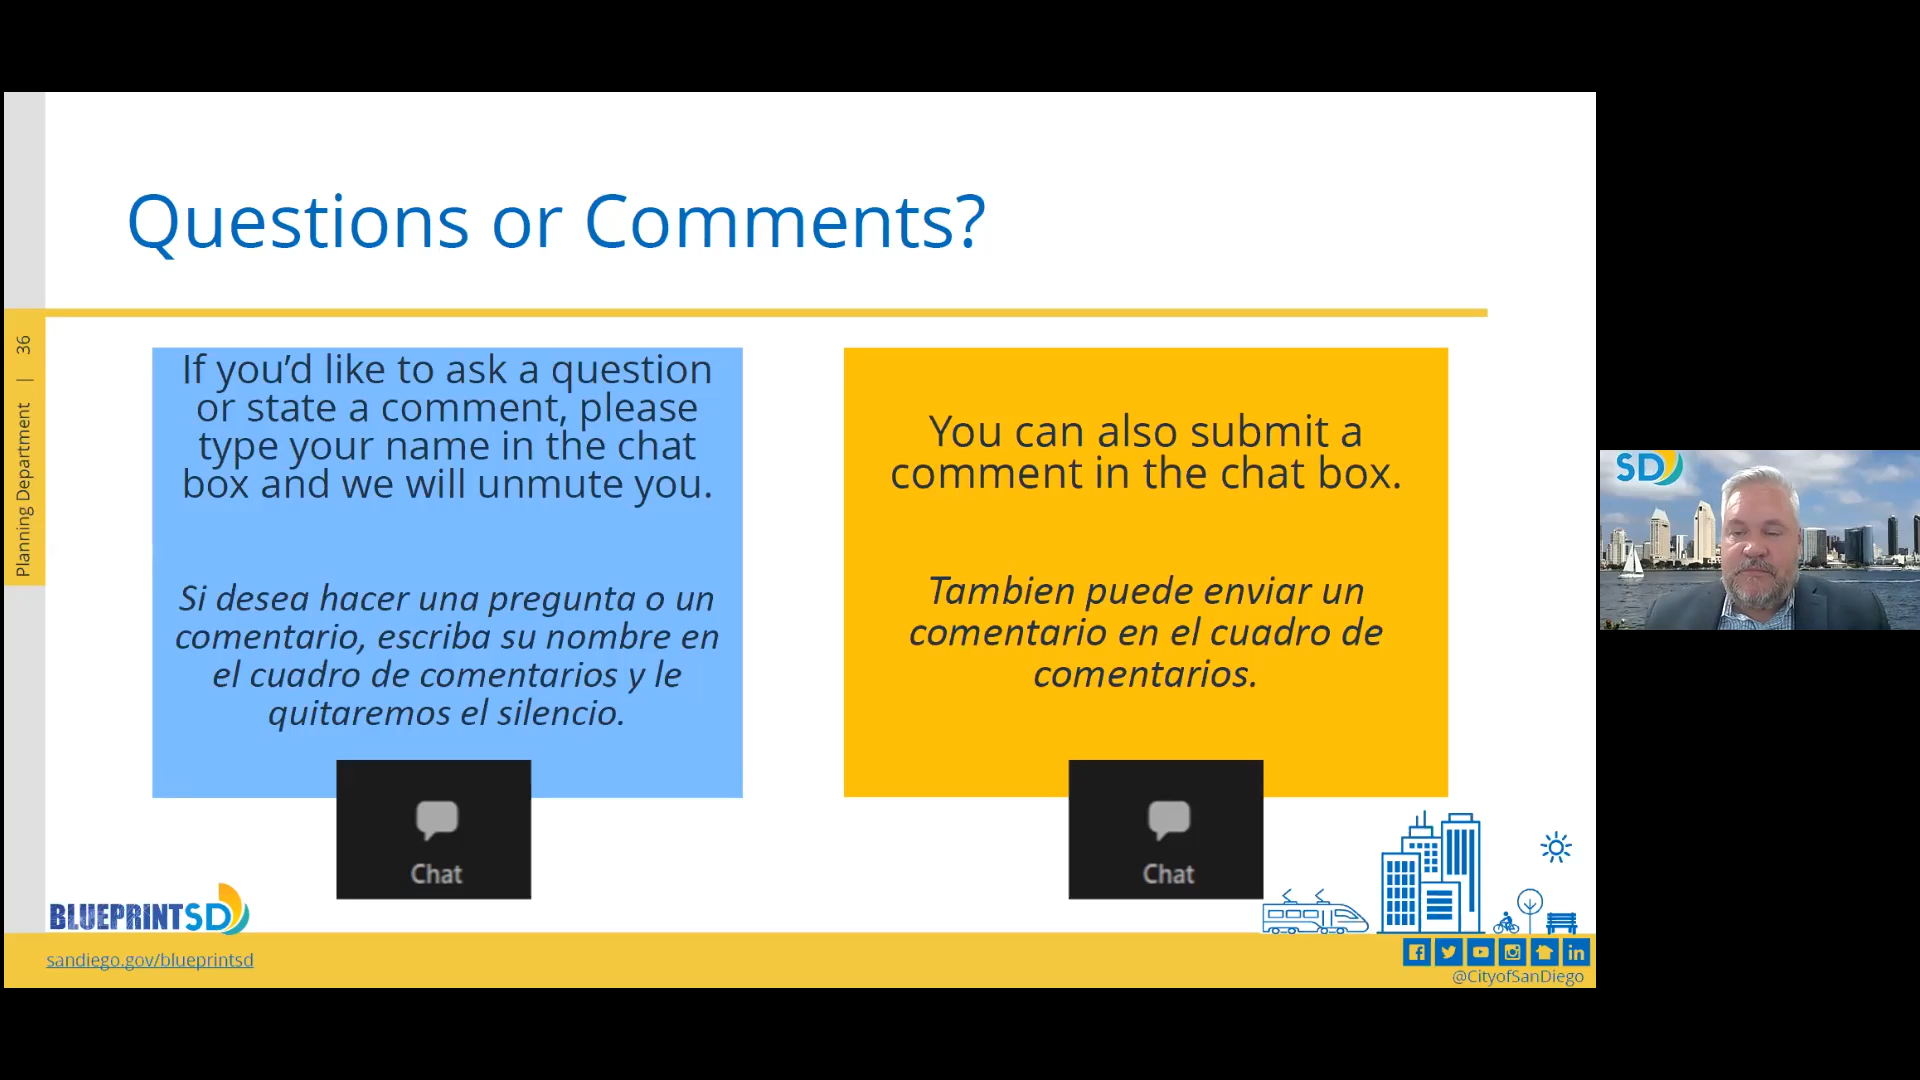 Questions or Comments?
Planning Department | 36
If you’d like to ask a question
or state a comment, please
type your name in the chat
box and we will unmute you.
Si desea hacer una pregunta o un
comentario, escriba su nombre en
el cuadro de comentarios y le
quitaremos el silencio.
Chat
You can also submit a
comment in the chat box.
Tambien puede enviar un
comentario en el cuadro de
comentarios.
Chat
SD
BLUEPRINTSD
sandiego.gov/blueprintsd
@CityofSanDiego